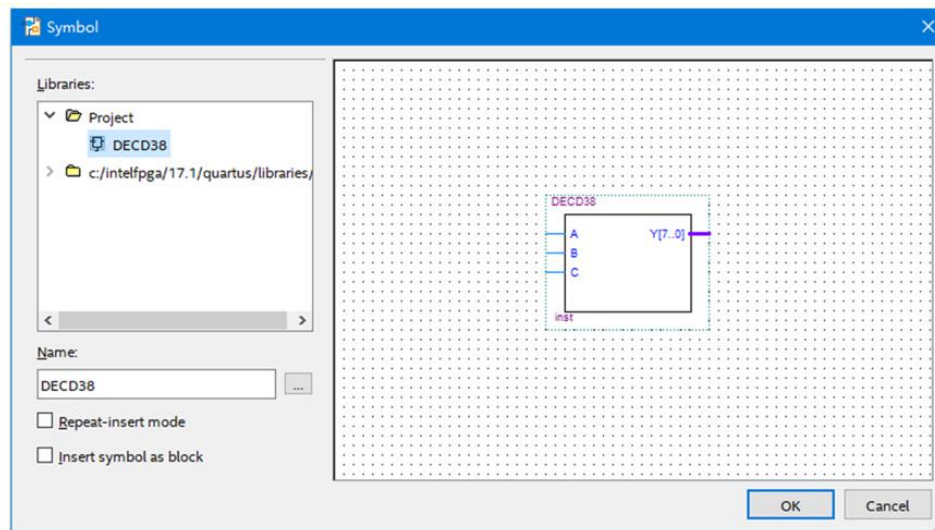 Symbol
Libraries:
Project
DECD38
c:/intelfpga/17.1/quartus/libraries/
Name:
DECD38
...
Repeat-insert mode
Insert symbol as block
DECD38
A Y[7..0]
B
C
inst
OK Cancel